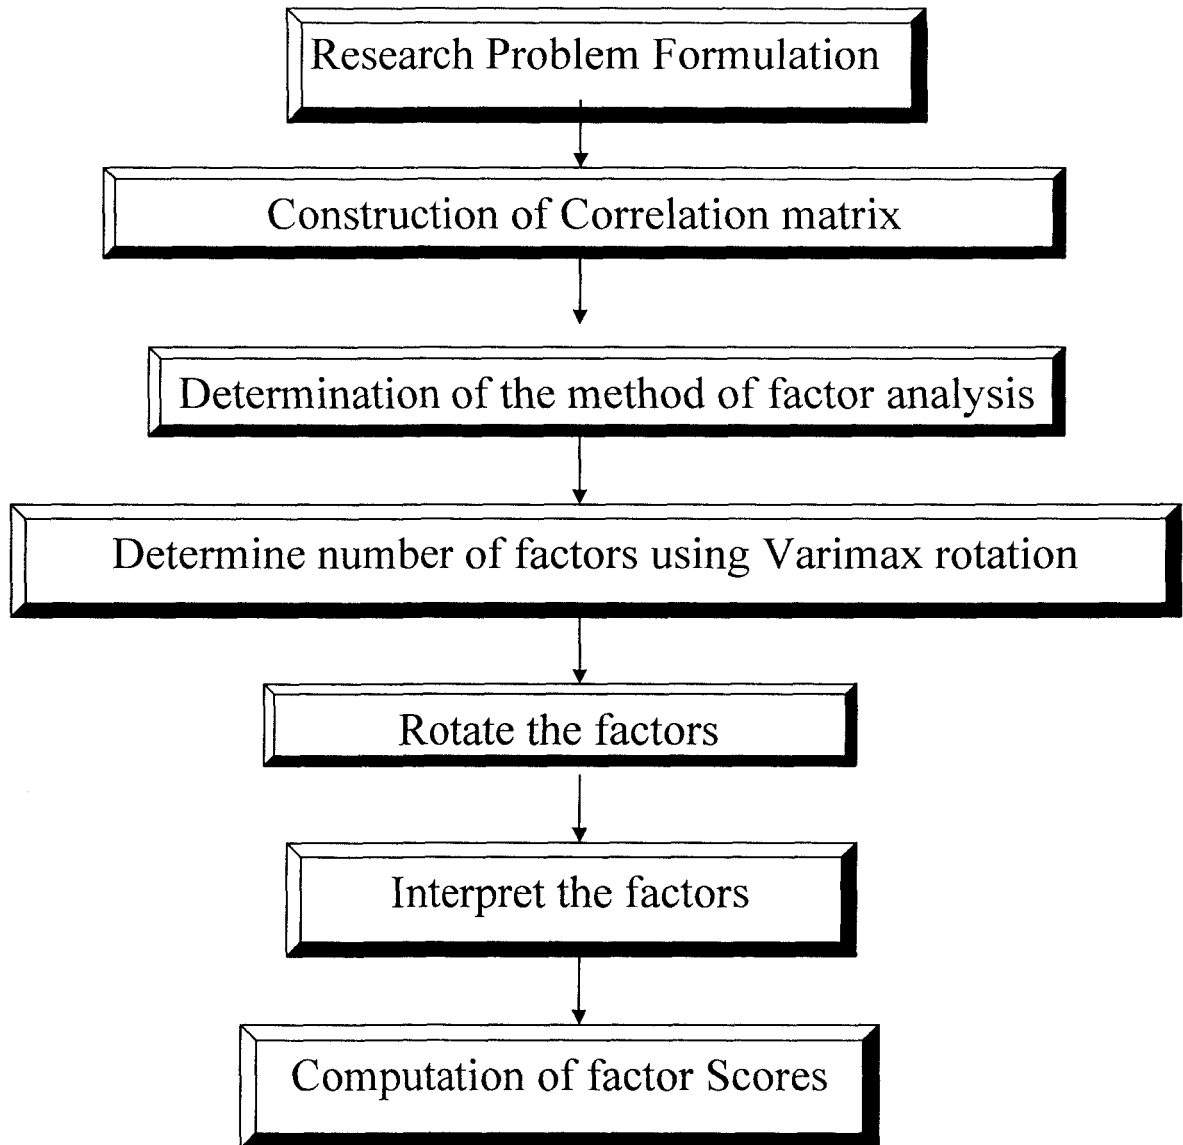 Research Problem Formulation
Construction of Correlation matrix
Determination of the method of factor analysis
Determine number of factors using Varimax rotation
Rotate the factors
Interpret the factors
Computation of factor Scores